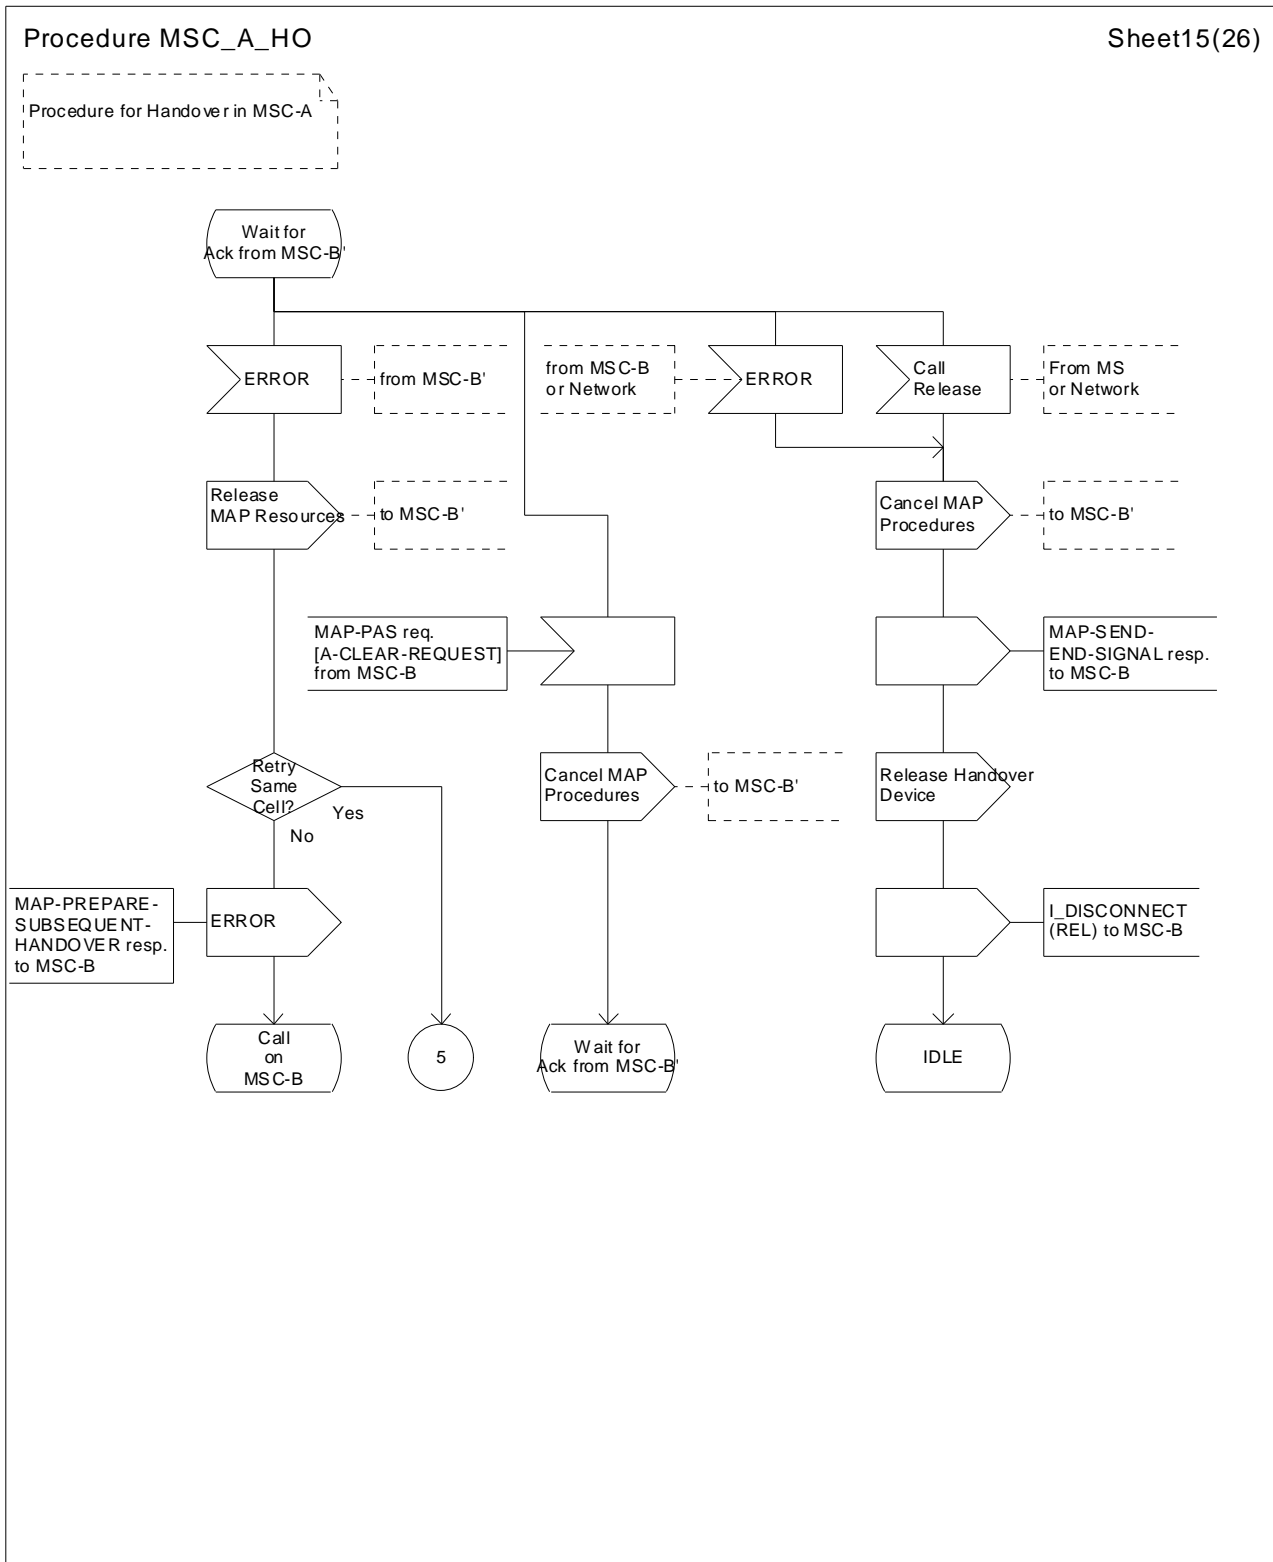 Procedure MSC_A_HO
Sheet15(26)
Procedure for Handover in MSC-A
Wait for
Ack from MSC-B'
ERROR
from MSC-B'
from MSC-B
or Network
ERROR
Call
Release
From MS
or Network
Release
MAP Resources
to MSC-B'
Cancel MAP
Procedures
to MSC-B'
MAP-PAS req.
[A-CLEAR-REQUEST]
from MSC-B
MAP-SEND-
END-SIGNAL resp.
to MSC-B
Retry
Same
Cell?
Yes
No
Cancel MAP
Procedures
to MSC-B'
Release Handover
Device
MAP-PREPARE-
SUBSEQUENT-
HANDOVER resp.
to MSC-B
ERROR
I_DISCONNECT
(REL) to MSC-B
Call
on
MSC-B
5
Wait for
Ack from MSC-B'
IDLE